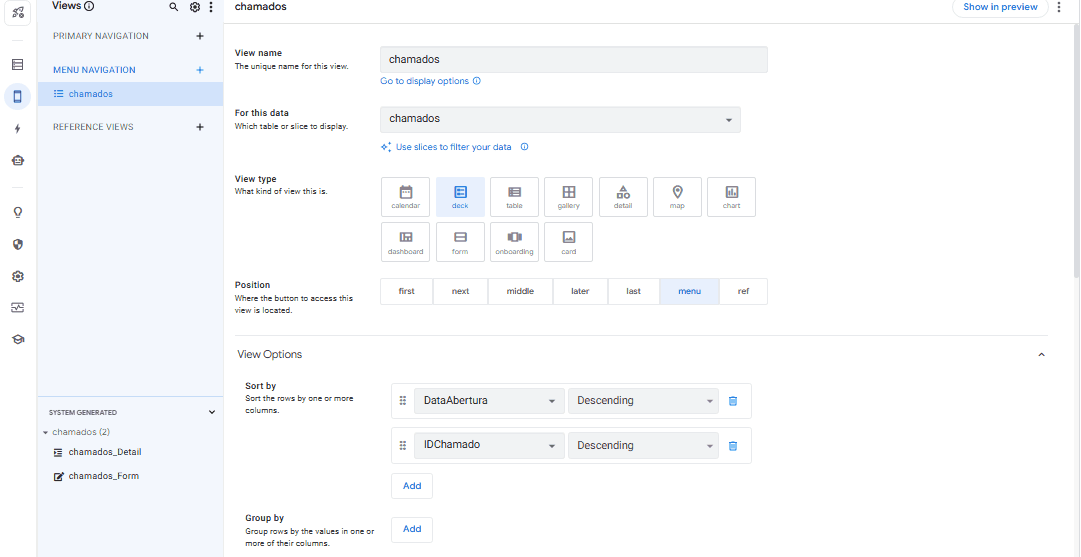 Views
chamados
Show in preview
PRIMARY NAVIGATION
MENU NAVIGATION
chamados
REFERENCE VIEWS
SYSTEM GENERATED
chamados (2)
chamados_Detail
chamados_Form
View name
The unique name for this view.
chamados
Go to display options
For this data
Which table or slice to display.
chamados
Use slices to filter your data
View type
What kind of view this is.
calendar deck table gallery detail map chart
dashboard form onboarding card
Position
Where the button to access this
view is located.
first next middle later last menu ref
View Options
Sort by
Sort the rows by one or more
columns.
DataAbertura Descending
IDChamado Descending
Add
Group by
Group rows by the values in one or
more of their columns.
Add